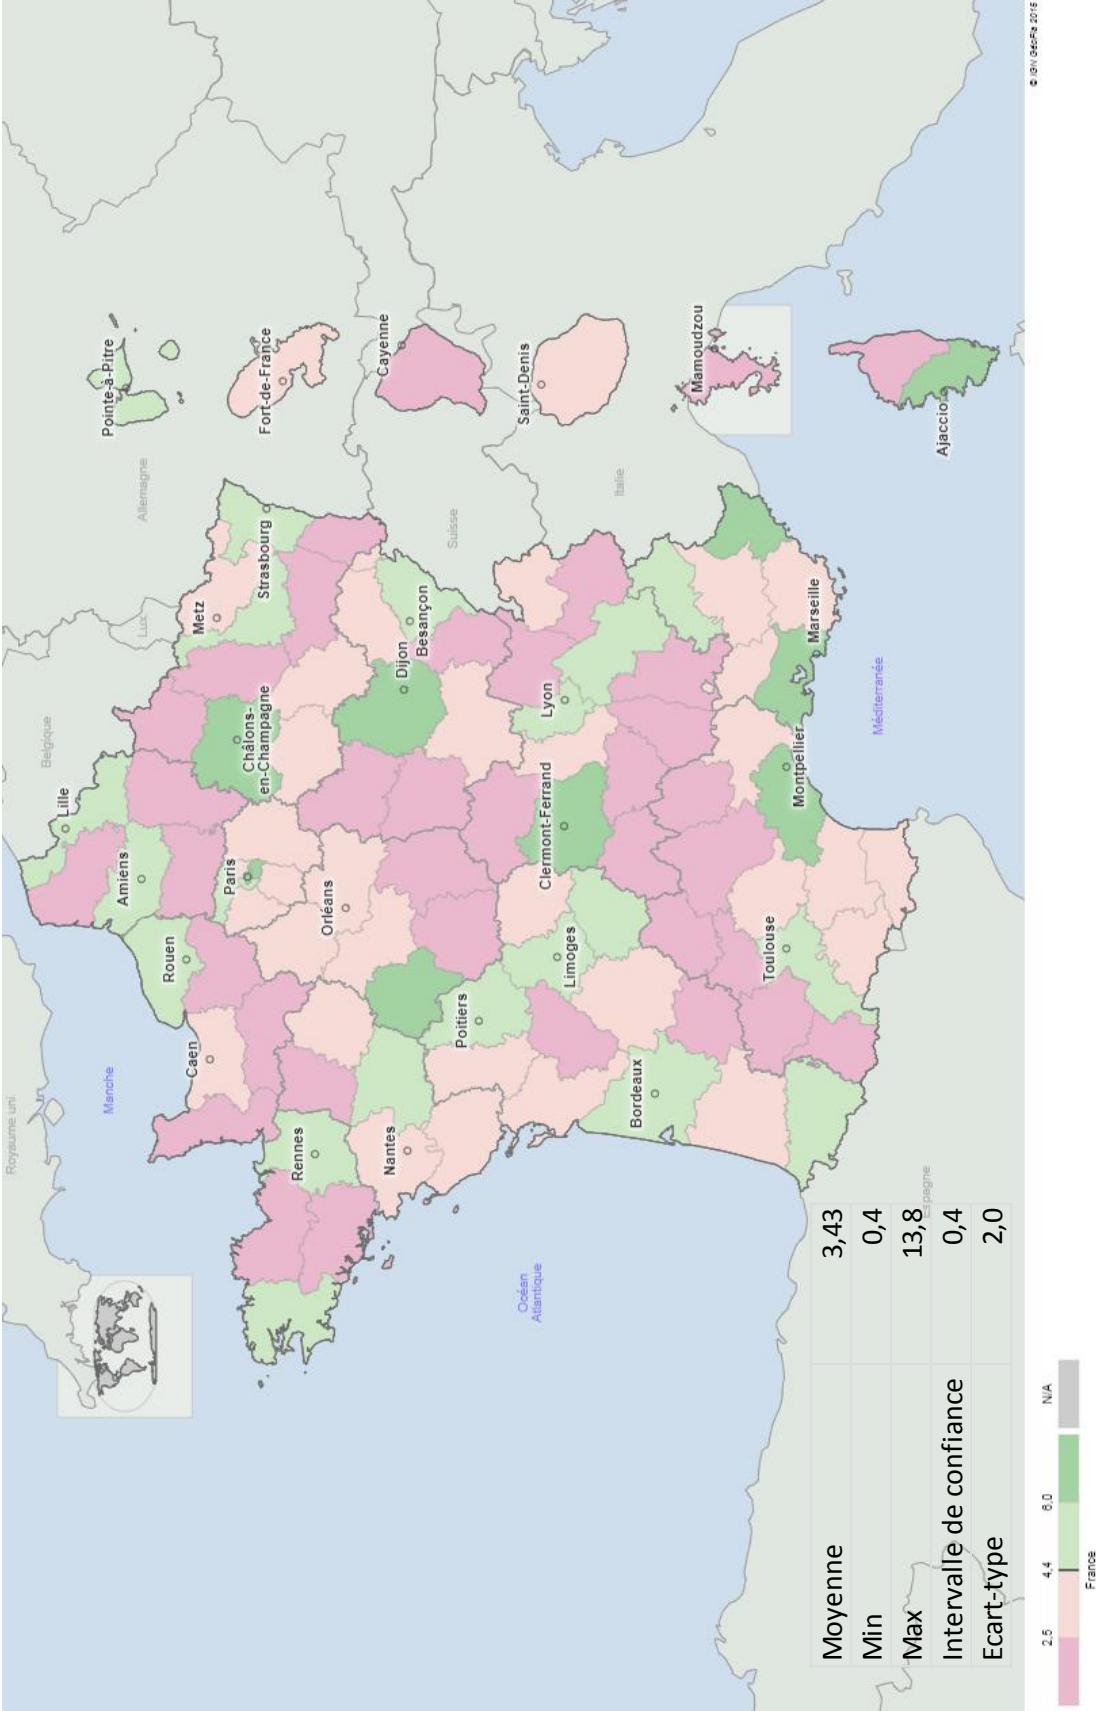 Royaume uni
Manche
Belgique
Lux.
Allemagne
Suisse
Italie
Espagne
Océan
Atlantique
Méditerranée
Lille
Amiens
Rouen
Caen
Paris
Châlons-
en-Champagne
Metz
Strasbourg
Rennes
Nantes
Orléans
Dijon
Besançon
Poitiers
Limoges
Clermont-Ferrand
Lyon
Bordeaux
Toulouse
Montpellier
Marseille
Ajaccio
Pointe-à-Pitre
Fort-de-France
Cayenne
Saint-Denis
Mamoudzou
Moyenne 3,43
Min 0,4
Max 13,8
Intervalle de confiance 0,4
Ecart-type 2,0
2,5 4,4 6,0 N/A
France
© IGN GéoFla 2015